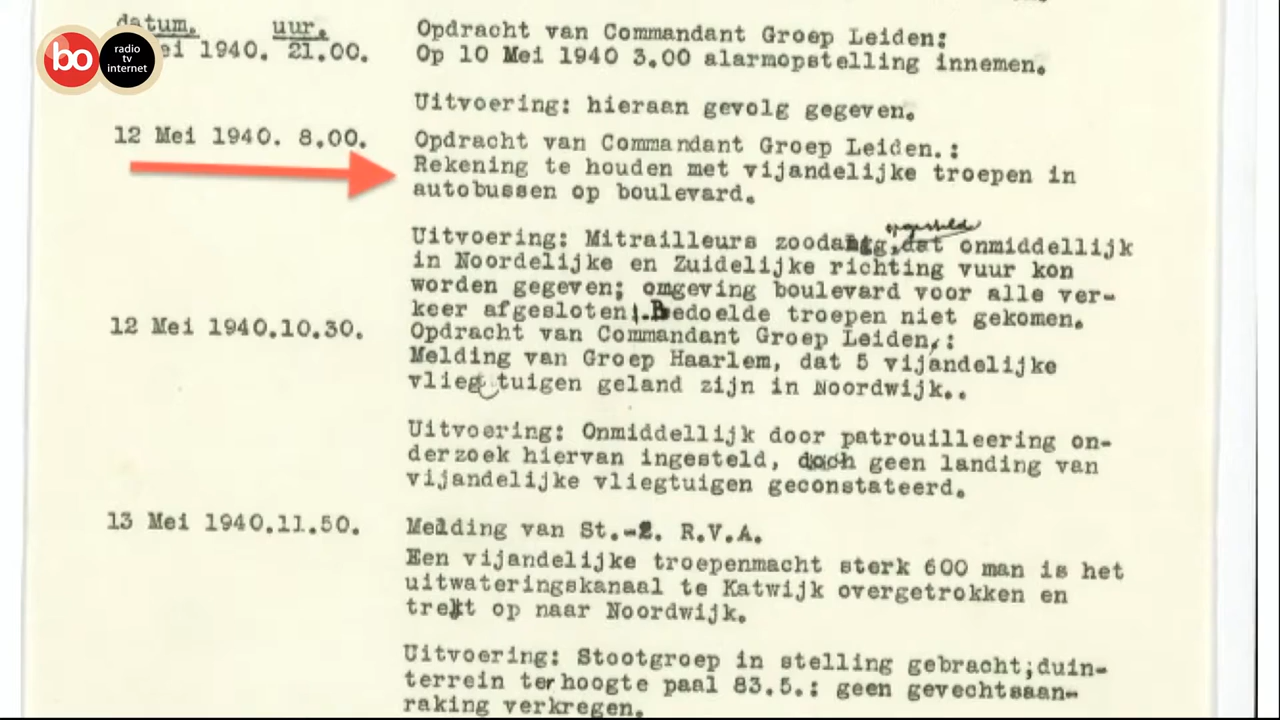 bo
radio
tv
internet
datum. uur.
ei 1940. 21.00.
Opdracht van Commandant Groep Leiden:
Op 10 Mei 1940 3.00 alarmopstelling innemen.
Uitvoering: hieraan gevolg gegeven.
12 Mei 1940. 8.00.
Opdracht van Commandant Groep Leiden.:
Rekening te houden met vijandelijke troepen in
autobussen op boulevard.
opgesteld
Uitvoering: Mitrailleurs zoodanig, dat onmiddellijk
in Noordelijke en Zuidelijke richting vuur kon
worden gegeven; omgeving boulevard voor alle ver-
keer afgesloten. Bedoelde troepen niet gekomen.
12 Mei 1940.10.30.
Opdracht van Commandant Groep Leiden.:
Melding van Groep Haarlem, dat 5 vijandelijke
vliegtuigen geland zijn in Noordwijk..
Uitvoering: Onmiddellijk door patrouilleering on-
derzoek hiervan ingesteld, doch geen landing van
vijandelijke vliegtuigen geconstateerd.
13 Mei 1940.11.50.
Melding van St.-2. R.V.A.
Een vijandelijke troepenmacht sterk 600 man is het
uitwateringskanaal te Katwijk overgetrokken en
trekt op naar Noordwijk.
Uitvoering: Stootgroep in stelling gebracht;duin-
terrein ter hoogte paal 83.5.: geen gevechtsaan-
raking verkregen.